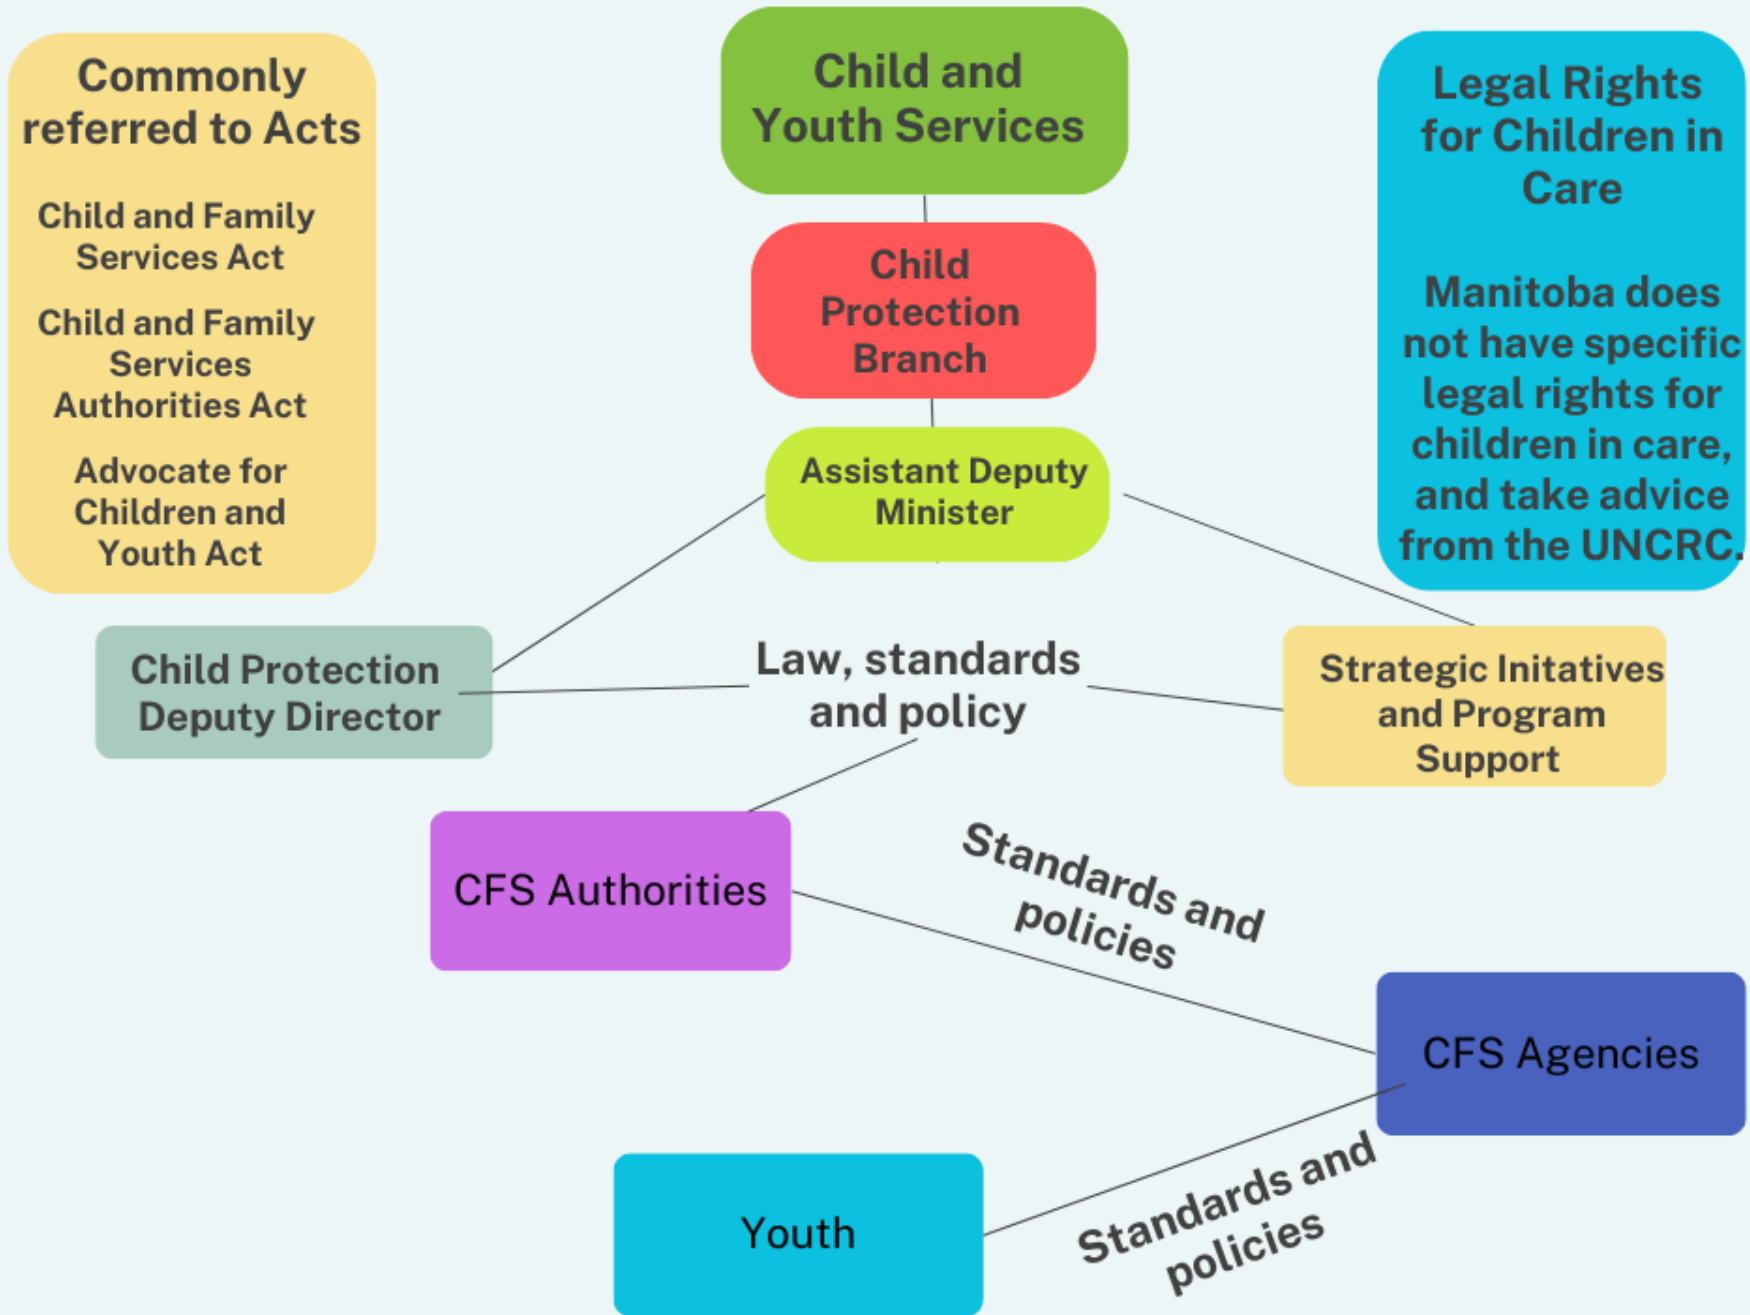 Commonly
referred to Acts
Child and Family
Services Act
Child and Family
Services
Authorities Act
Advocate for
Children and
Youth Act
Child and
Youth Services
Child
Protection
Branch
Assistant Deputy
Minister
Legal Rights
for Children in
Care
Manitoba does
not have specific
legal rights for
children in care,
and take advice
from the UNCRC.
Child Protection
Deputy Director
Law, standards
and policy
Strategic Initatives
and Program
Support
CFS Authorities
Standards and
policies
CFS Agencies
Standards and
policies
Youth